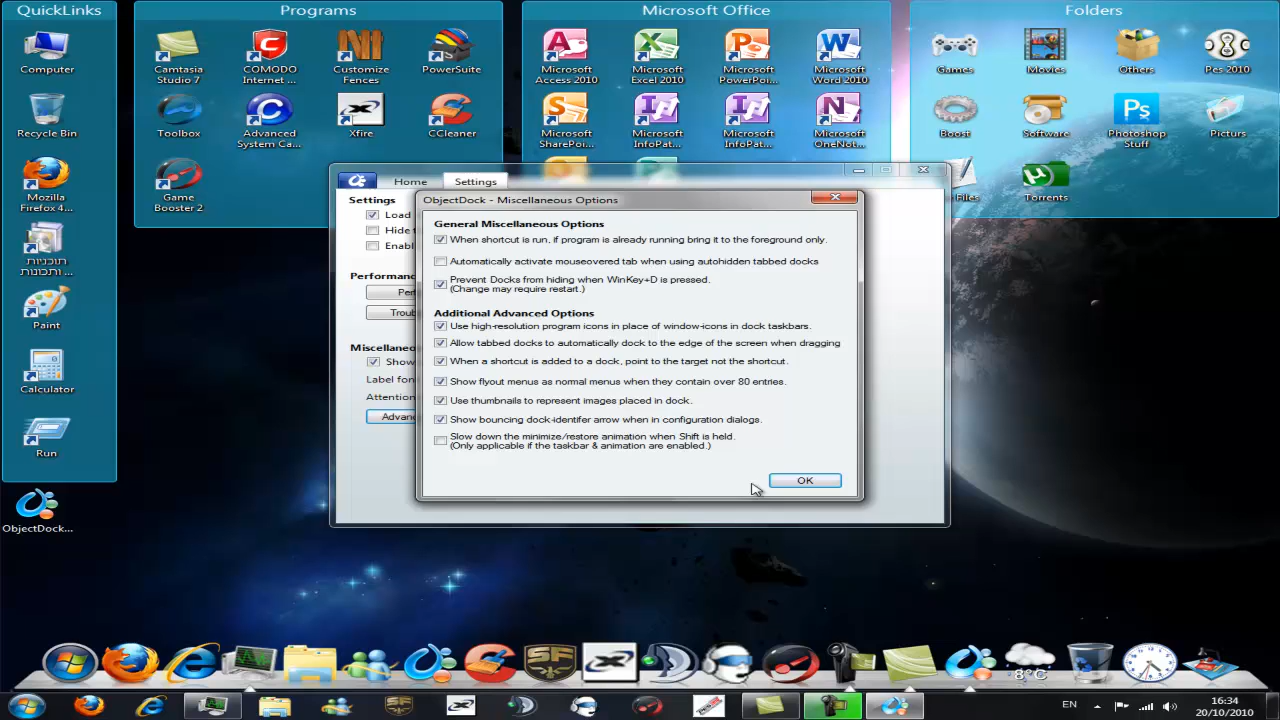 QuickLinks
Computer
Recycle Bin
Mozilla
Firefox 4...
תוכניות
ותכונות ...
Paint
Calculator
Run
ObjectDock...
Programs
Camtasia
Studio 7
COMODO
Internet ...
Customize
Fences
PowerSuite
Toolbox
Advanced
System Ca...
Xfire
CCleaner
Game
Booster 2
Microsoft Office
Microsoft
Access 2010
Microsoft
Excel 2010
Microsoft
PowerPoi...
Microsoft
Word 2010
Microsoft
SharePoi...
Microsoft
InfoPat...
Microsoft
InfoPat...
Microsoft
OneNot...
Folders
Games
Movies
Others
Pes 2010
Boost
Software
Photoshop
Stuff
Picturs
Files
Torrents
Home
Settings
Settings
Load
Hide
Enabl
Performanc
Per
Troub
Miscellaneo
Show
Label fon
Attention
Advanc
ObjectDock - Miscellaneous Options
General Miscellaneous Options
When shortcut is run, if program is already running bring it to the foreground only.
Automatically activate mouseovered tab when using autohidden tabbed docks
Prevent Docks from hiding when WinKey+D is pressed.
(Change may require restart.)
Additional Advanced Options
Use high-resolution program icons in place of window-icons in dock taskbars.
Allow tabbed docks to automatically dock to the edge of the screen when dragging
When a shortcut is added to a dock, point to the target not the shortcut.
Show flyout menus as normal menus when they contain over 80 entries.
Use thumbnails to represent images placed in dock.
Show bouncing dock-identifer arrow when in configuration dialogs.
Slow down the minimize/restore animation when Shift is held.
(Only applicable if the taskbar & animation are enabled.)
OK
SF
-8°C
EN
16:34
20/10/2010